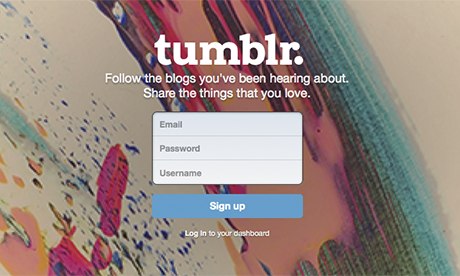 tumblr.
Follow the blogs you've been hearing about.
Share the things that you love.
Email
Password
Username
Sign up
Log in to your dashboard